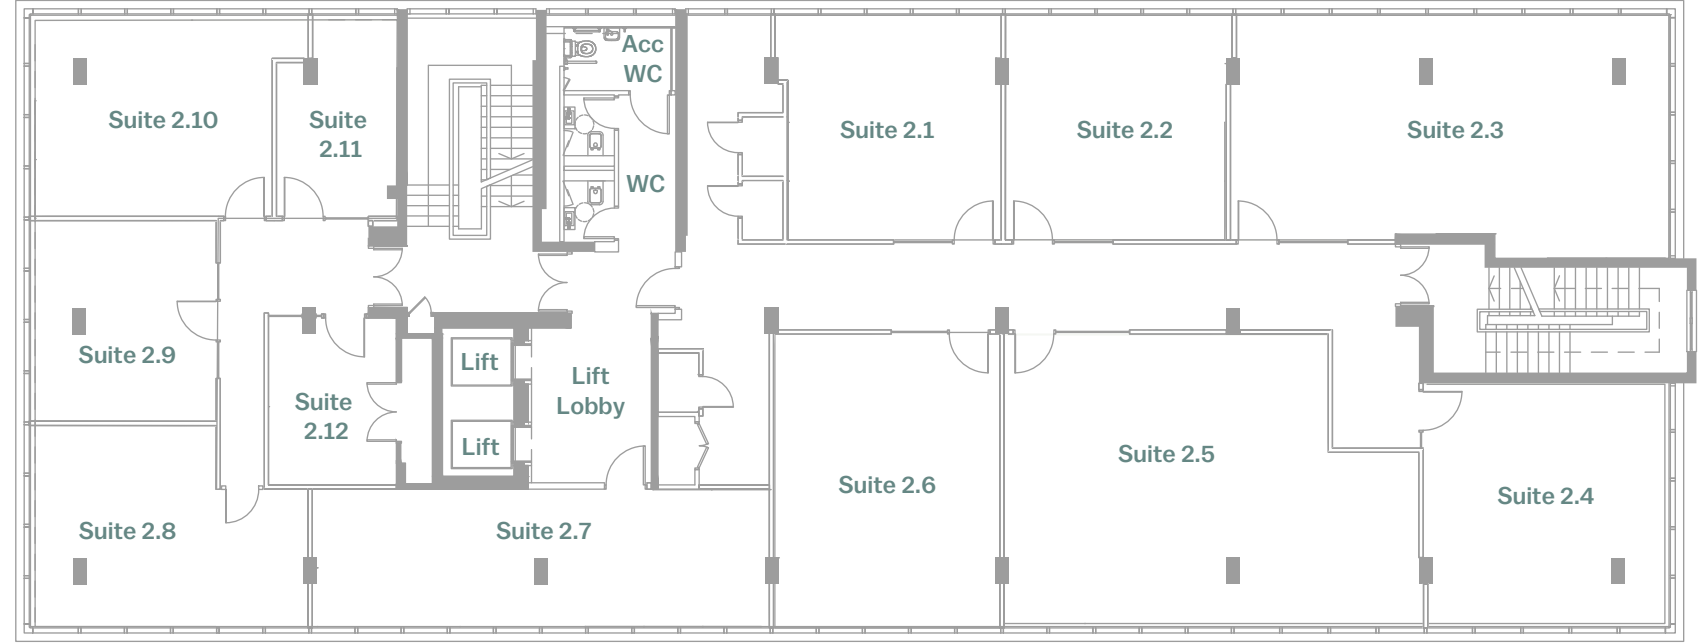 Acc
WC
Suite 2.10
Suite
2.11
Suite 2.1
Suite 2.2
Suite 2.3
WC
Suite 2.9
Lift
Lift
Lobby
Suite
2.12
Lift
Suite 2.5
Suite 2.6
Suite 2.4
Suite 2.8
Suite 2.7